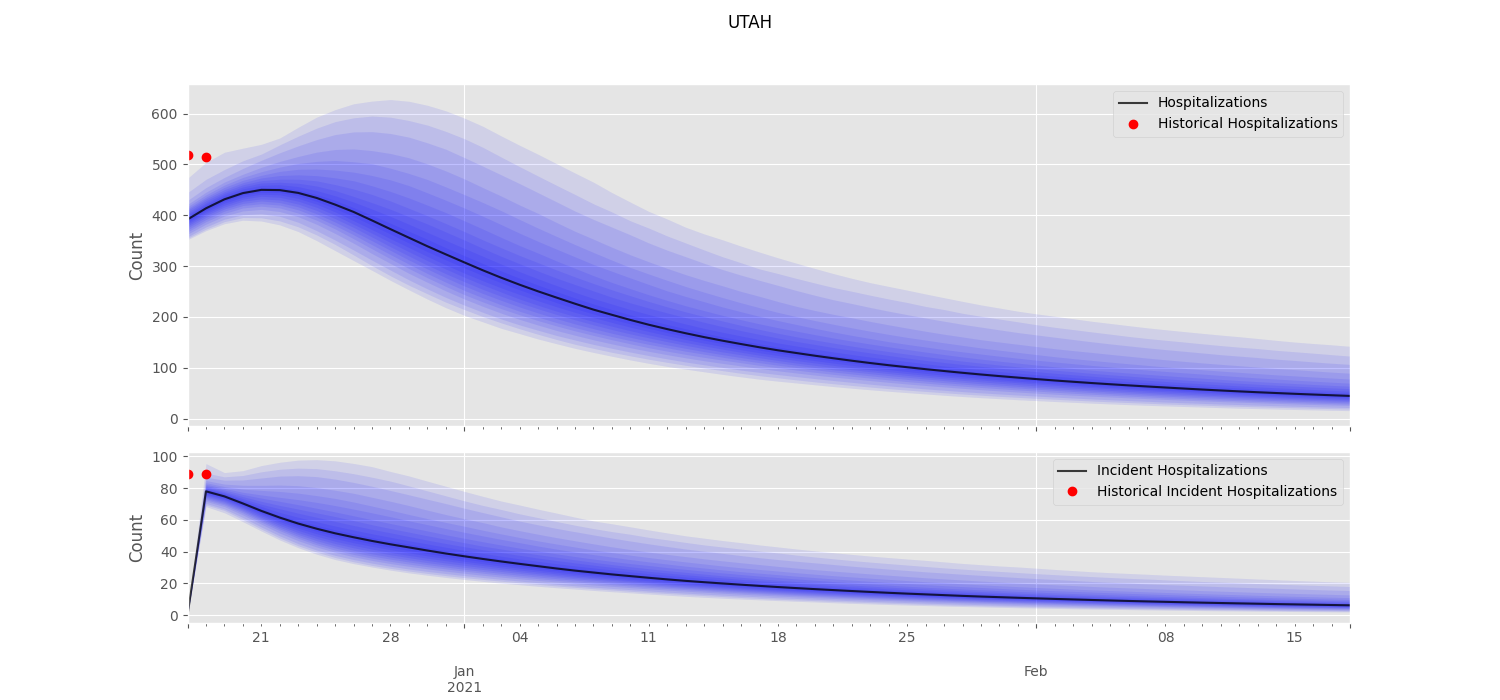 UTAH
600
500
400
300
200
100
0
Count
Hospitalizations
Historical Hospitalizations
100
80
60
40
20
0
Count
Incident Hospitalizations
Historical Incident Hospitalizations
21 28 04 11 18 25 08 15
Jan Feb
2021